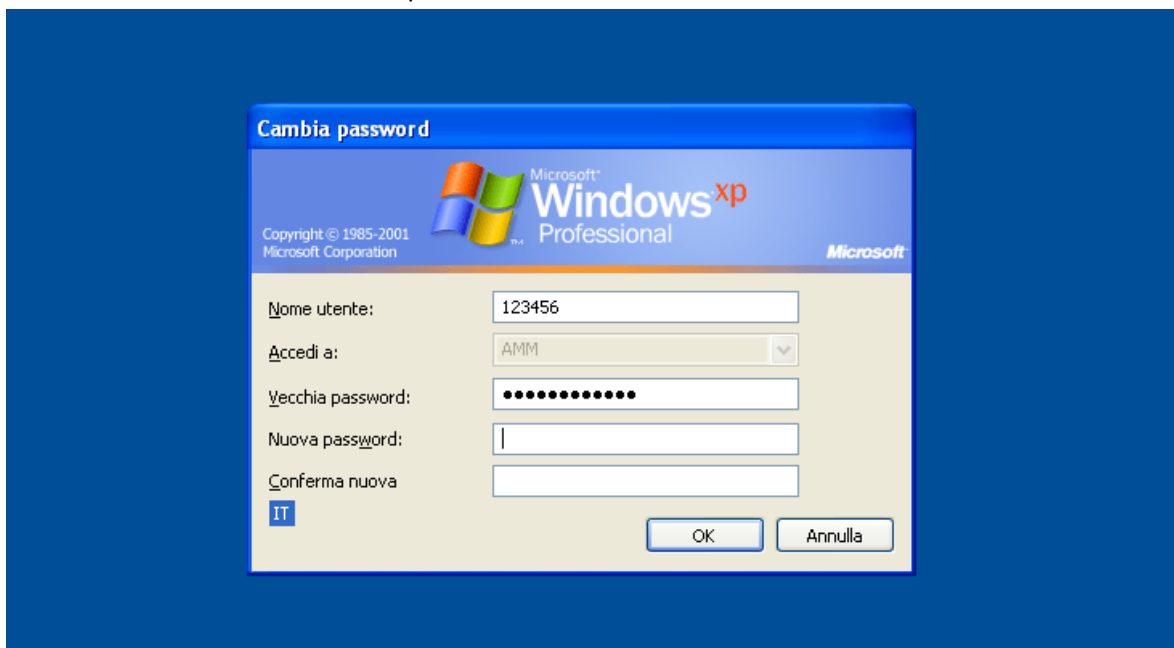 Cambia password
Microsoft®
Windows xp
Professional
Copyright © 1985-2001
Microsoft Corporation
Microsoft
Nome utente: 123456
Accedi a: AMM
Vecchia password: ●●●●●●●●●●●●
Nuova password:
Conferma nuova
IT
OK Annulla